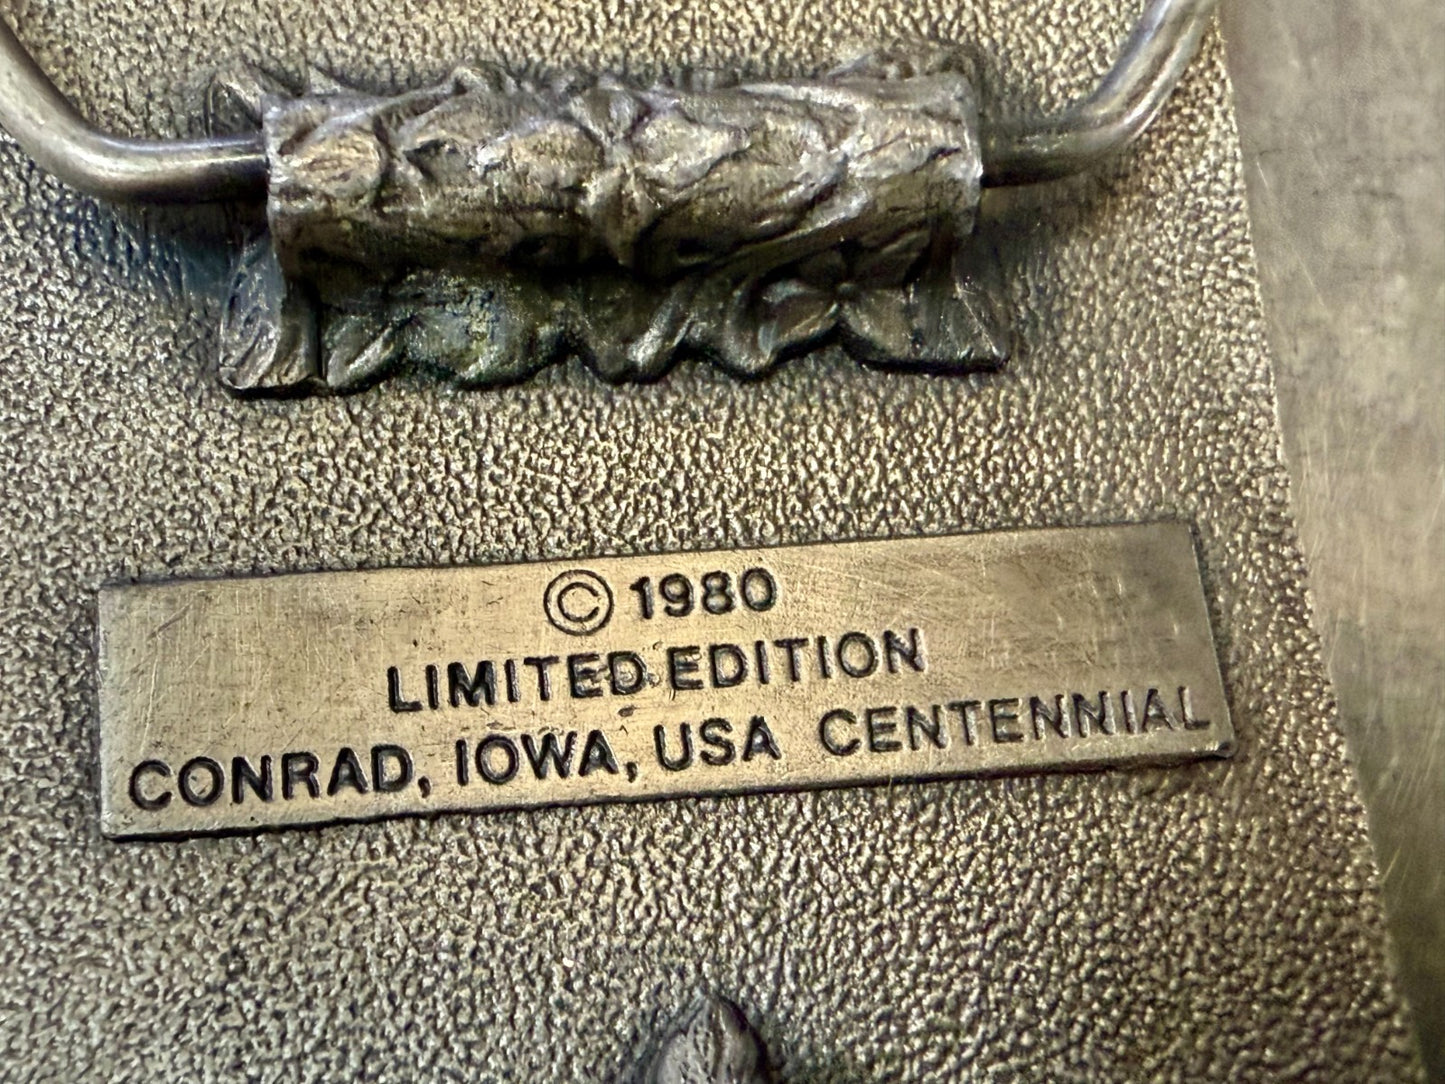 © 1980
LIMITED EDITION
CONRAD, IOWA, USA CENTENNIAL